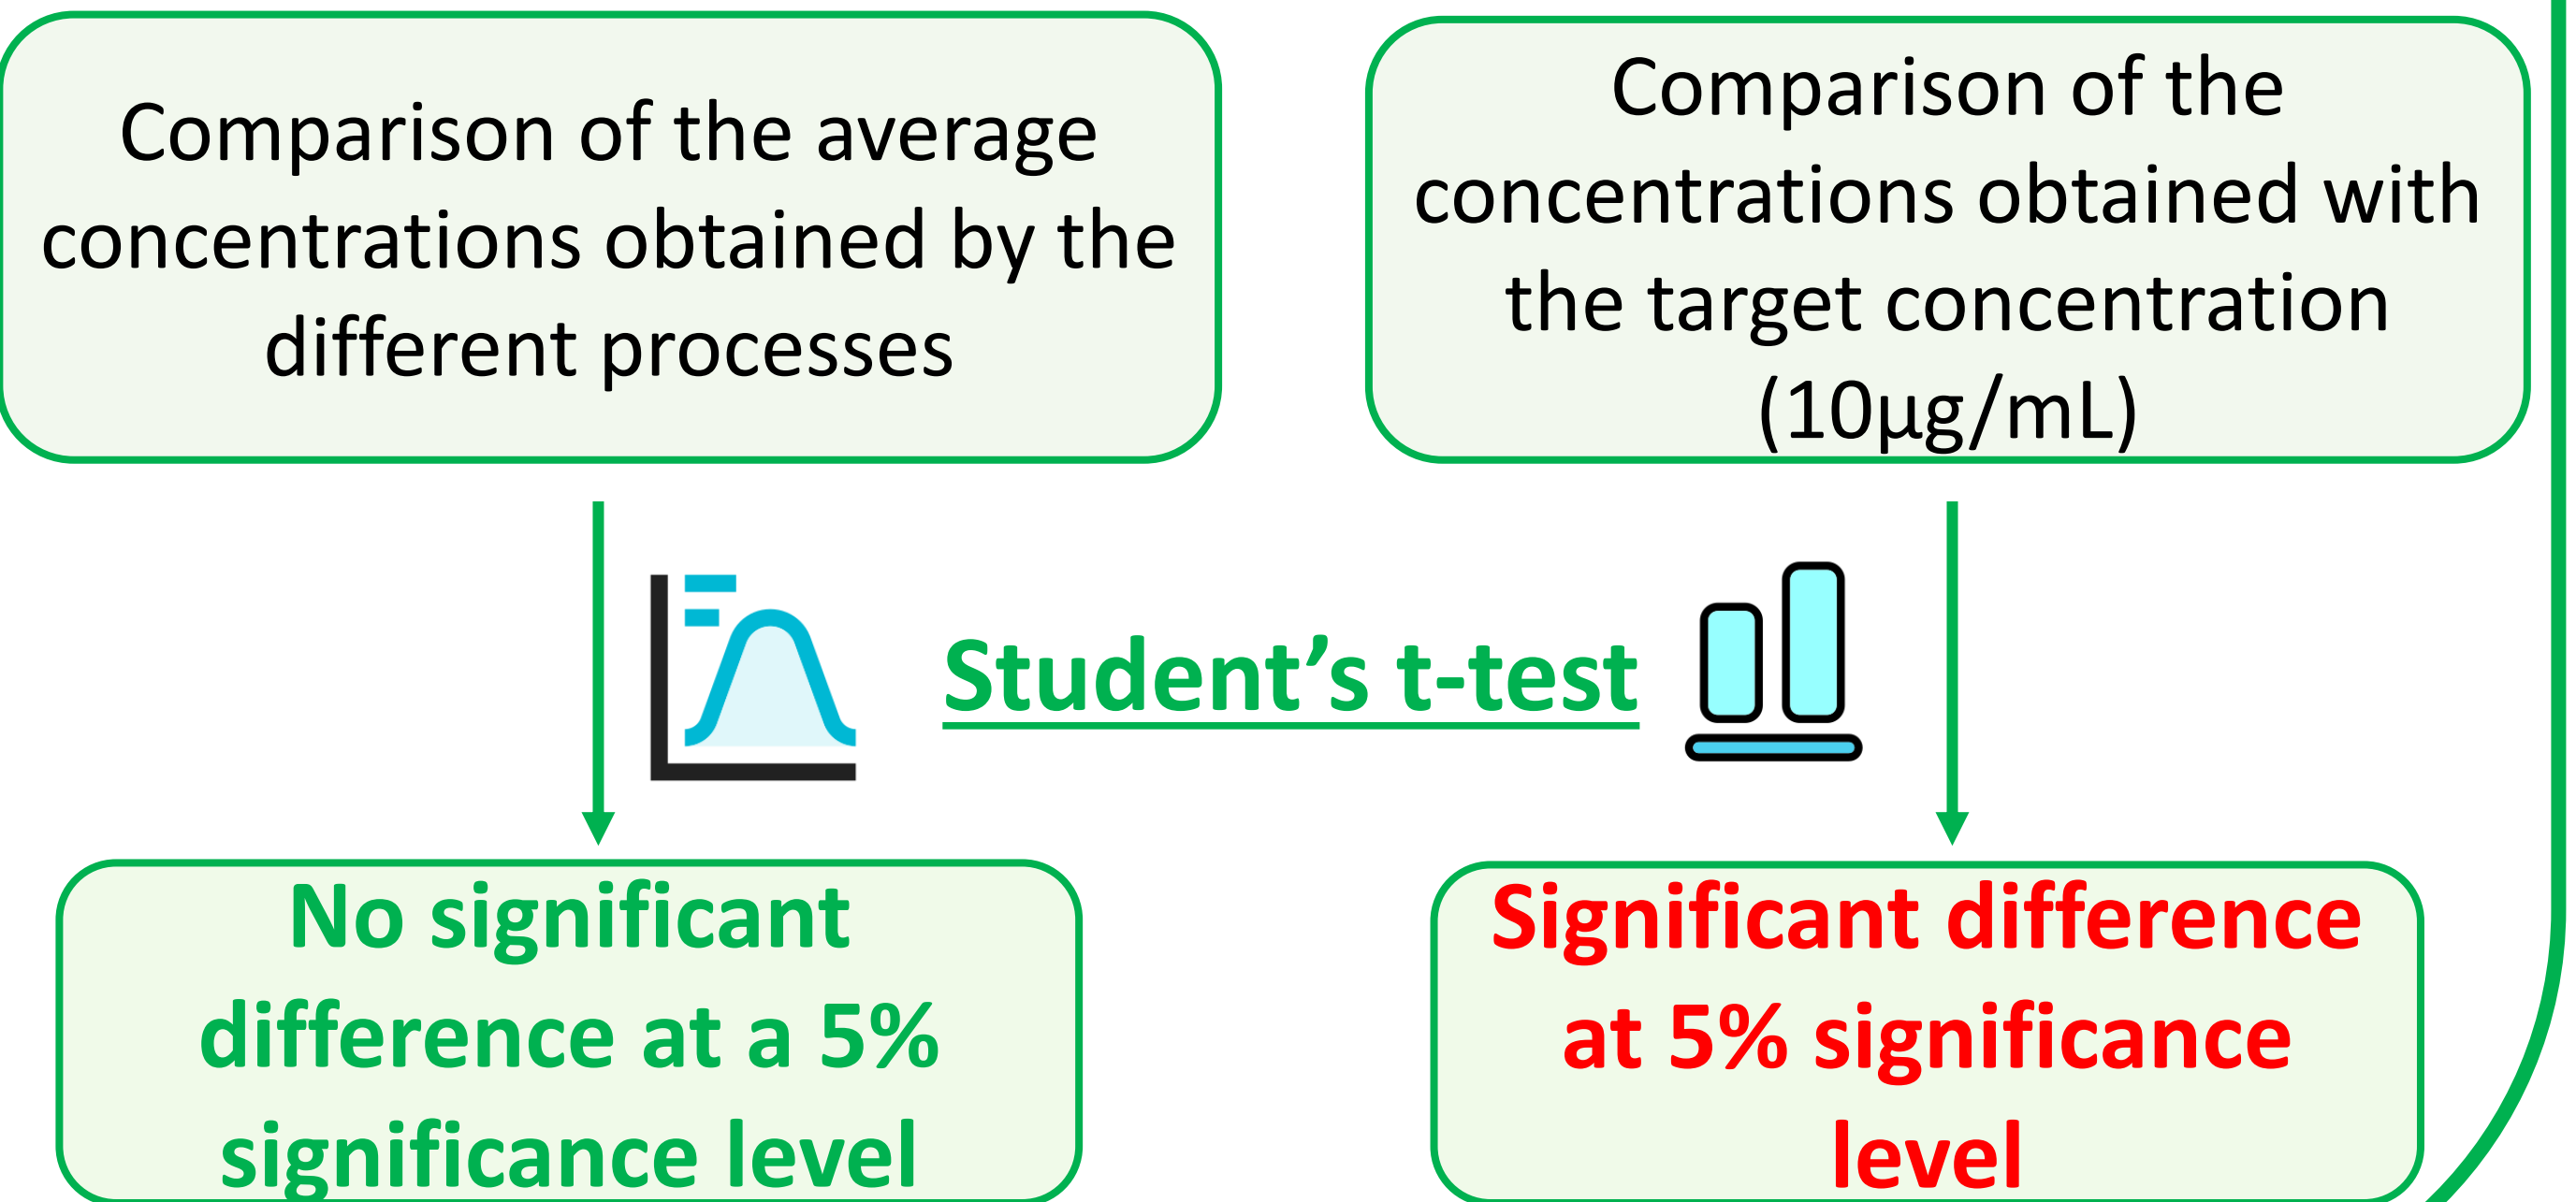 Comparison of the average
concentrations obtained by the
different processes
Comparison of the
concentrations obtained with
the target concentration
(10µg/mL)
Student’s t-test
No significant
difference at a 5%
significance level
Significant difference
at 5% significance
level